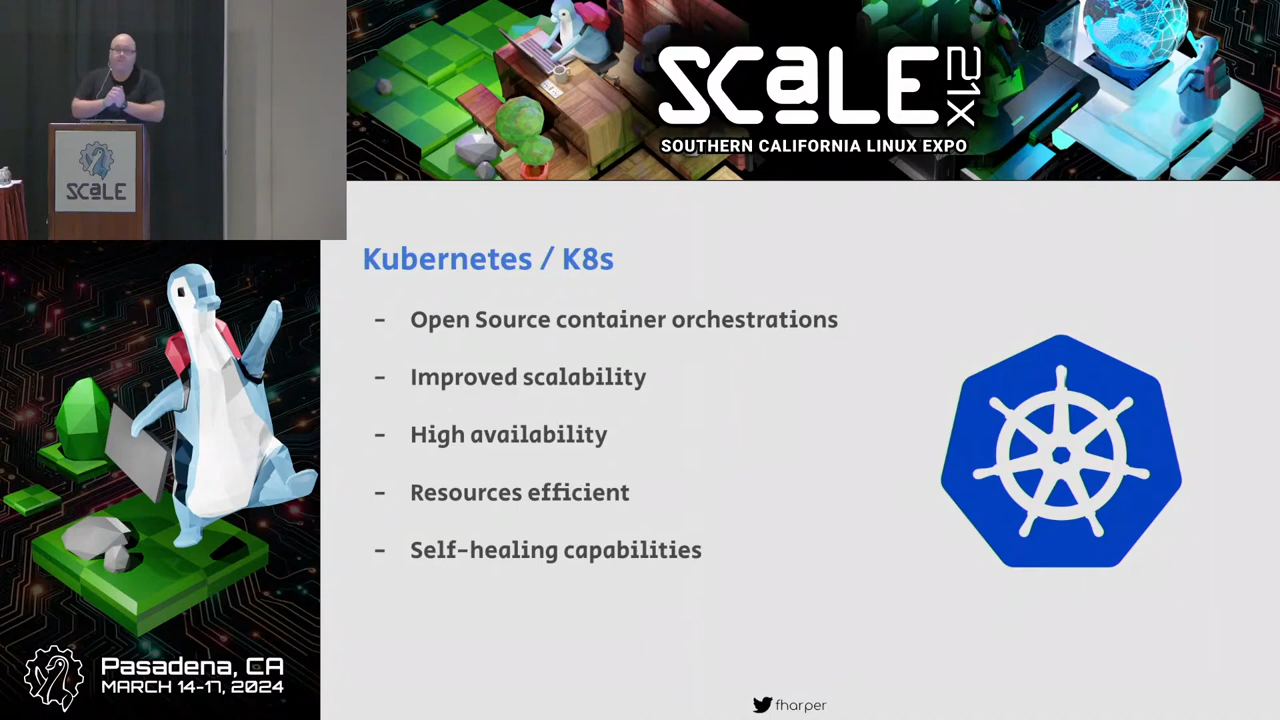 SCALE 21X
SOUTHERN CALIFORNIA LINUX EXPO
SCALE
Kubernetes / K8s
- Open Source container orchestrations
- Improved scalability
- High availability
- Resources efficient
- Self-healing capabilities
Pasadena, CA
MARCH 14-17, 2024
fharper